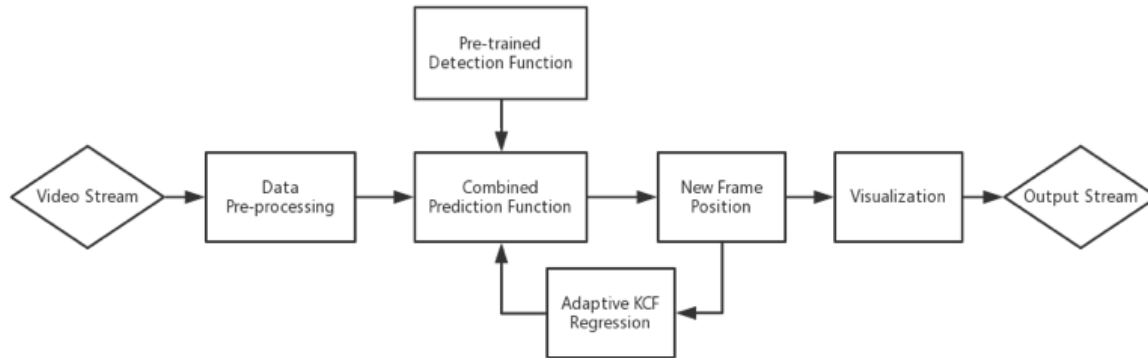 Pre-trained
Detection Function
Video Stream
Data
Pre-processing
Combined
Prediction Function
New Frame
Position
Visualization
Output Stream
Adaptive KCF
Regression